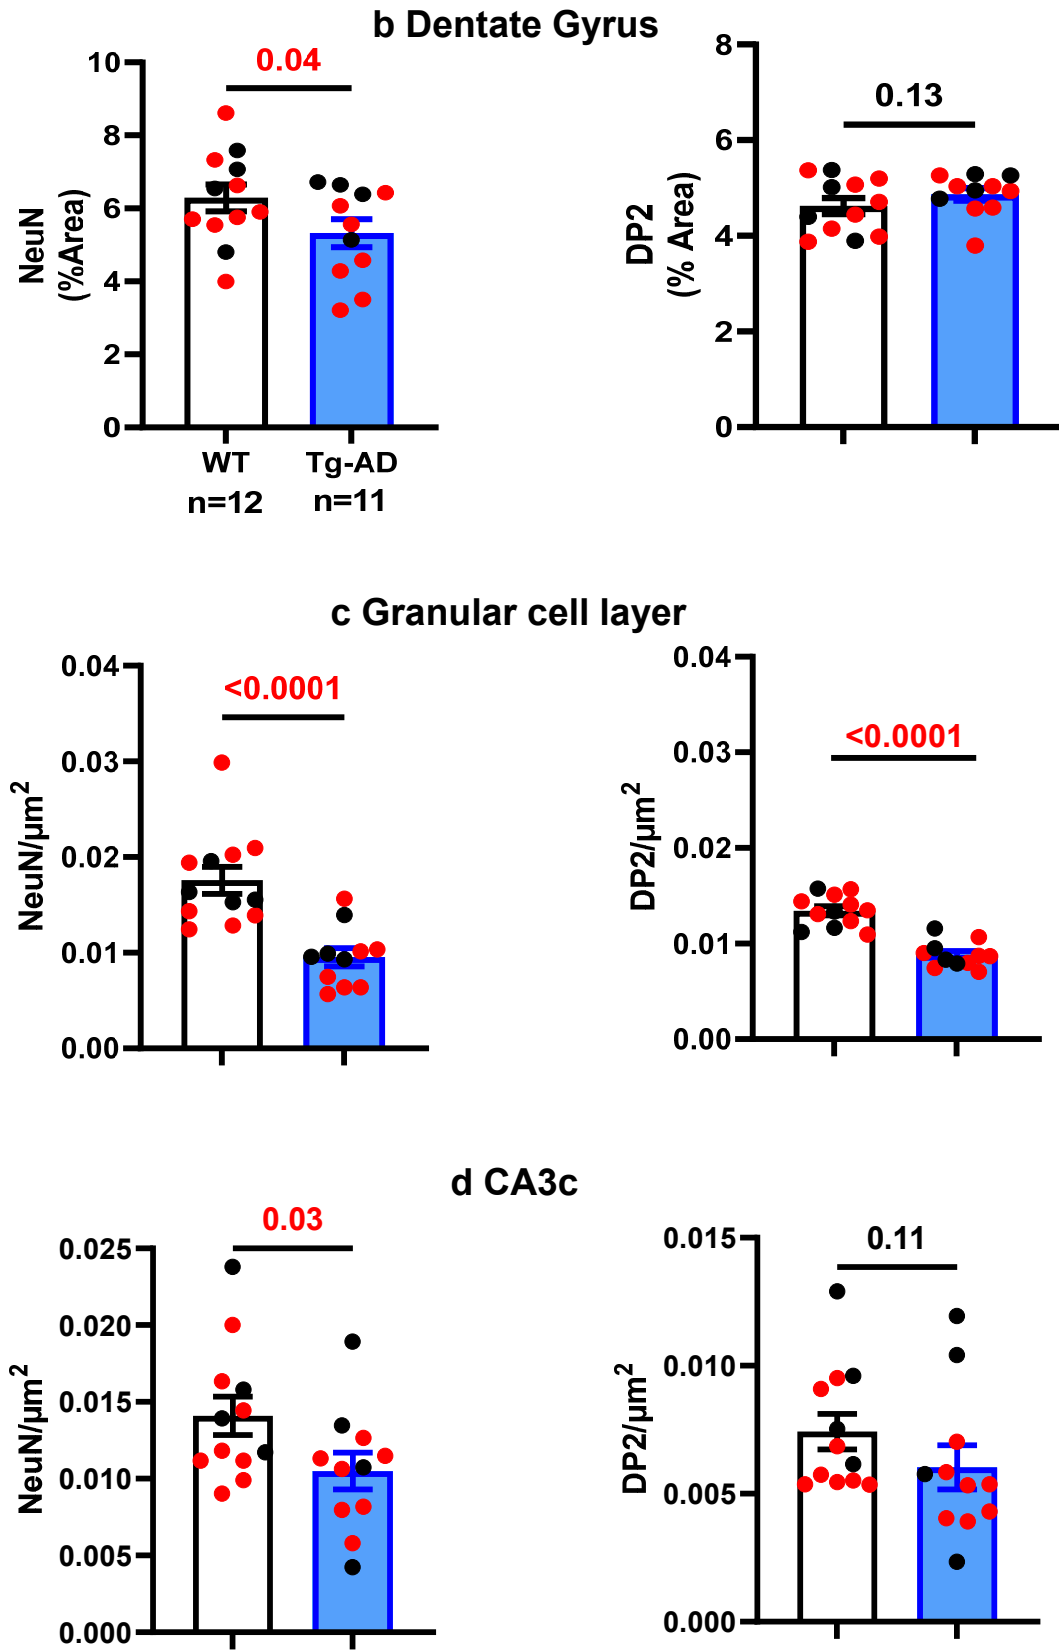 b Dentate Gyrus
0.04
10
8
6
4
2
0
NeuN
(%Area)
WT
n=12
Tg-AD
n=11
0.13
8
6
4
2
0
DP2
(% Area)
c Granular cell layer
<0.0001
0.04
0.03
0.02
0.01
0.00
NeuN/µm²
<0.0001
0.04
0.03
0.02
0.01
0.00
DP2/µm²
d CA3c
0.03
0.025
0.020
0.015
0.010
0.005
0.000
NeuN/µm²
0.11
0.015
0.010
0.005
0.000
DP2/µm²